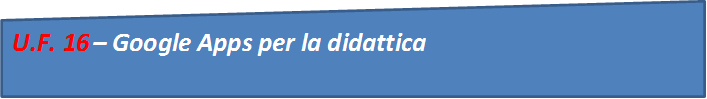 U.F. 16 – Google Apps per la didattica